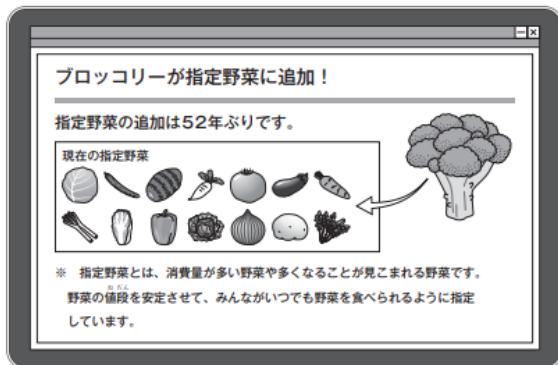 ブロッコリーが指定野菜に追加！
指定野菜の追加は52年ぶりです。
現在の指定野菜
※　指定野菜とは、消費量が多い野菜や多くなることが見こまれる野菜です。
野菜の値段を安定させて、みんながいつでも野菜を食べられるように指定
しています。
ねだん